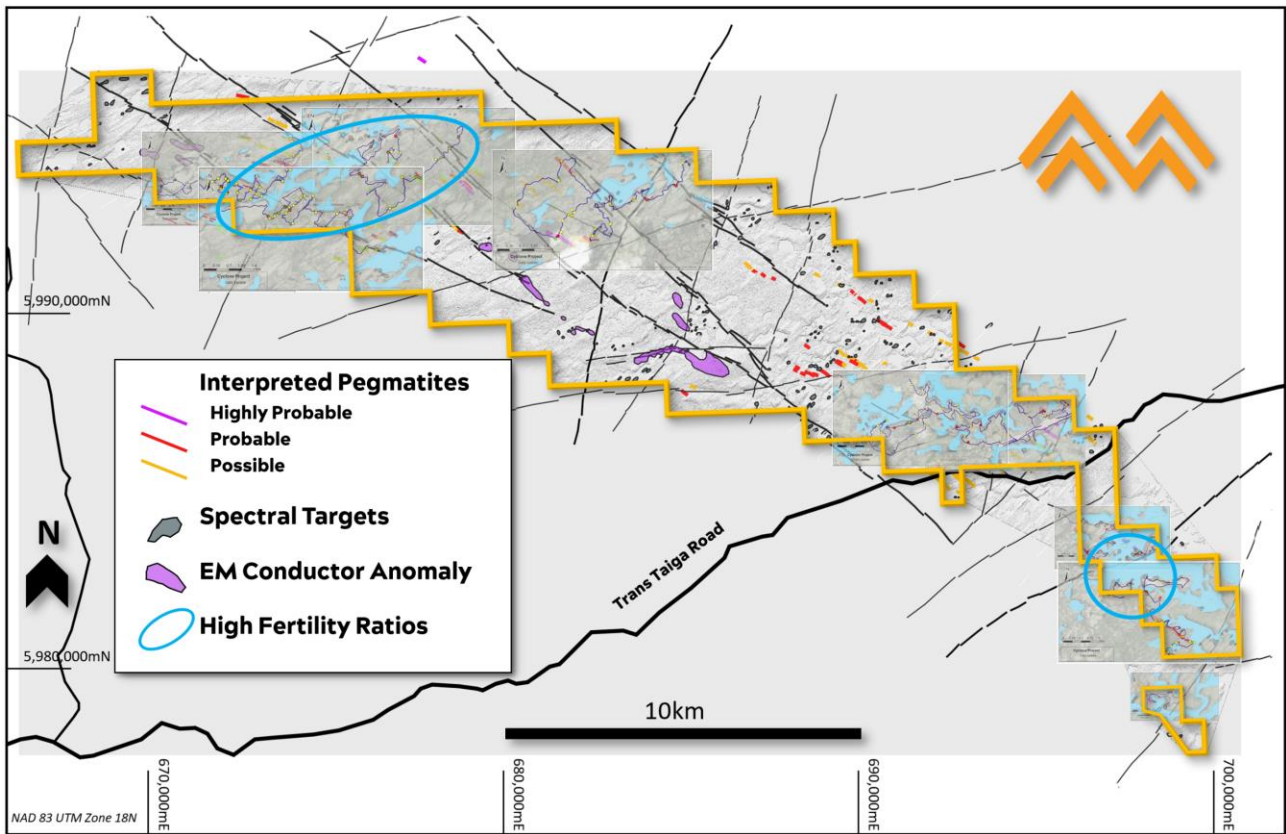 5,990,000mN
Interpreted Pegmatites
Highly Probable
Probable
Possible
Spectral Targets
EM Conductor Anomaly
High Fertility Ratios
N
5,980,000mN
Trans Taiga Road
10km
670,000mE
680,000mE
690,000mE
700,000mE
NAD 83 UTM Zone 18N